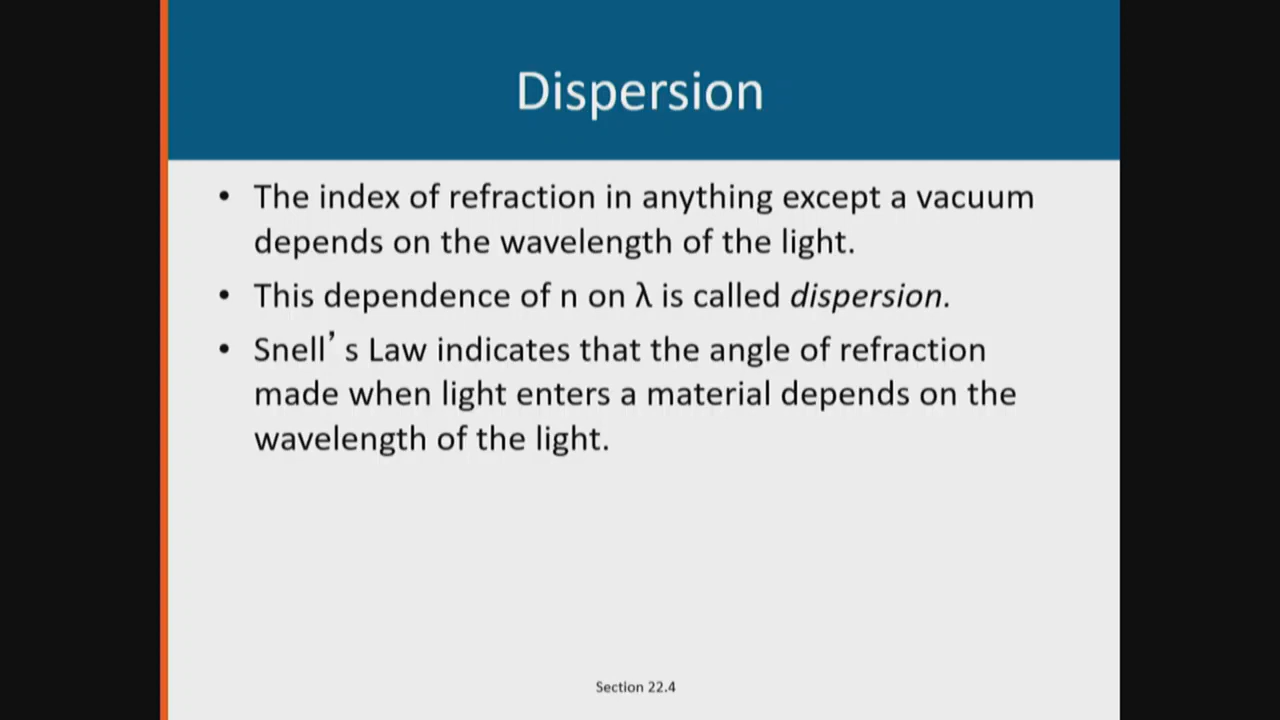 Dispersion
• The index of refraction in anything except a vacuum
depends on the wavelength of the light.
• This dependence of n on λ is called dispersion.
• Snell’s Law indicates that the angle of refraction
made when light enters a material depends on the
wavelength of the light.
Section 22.4